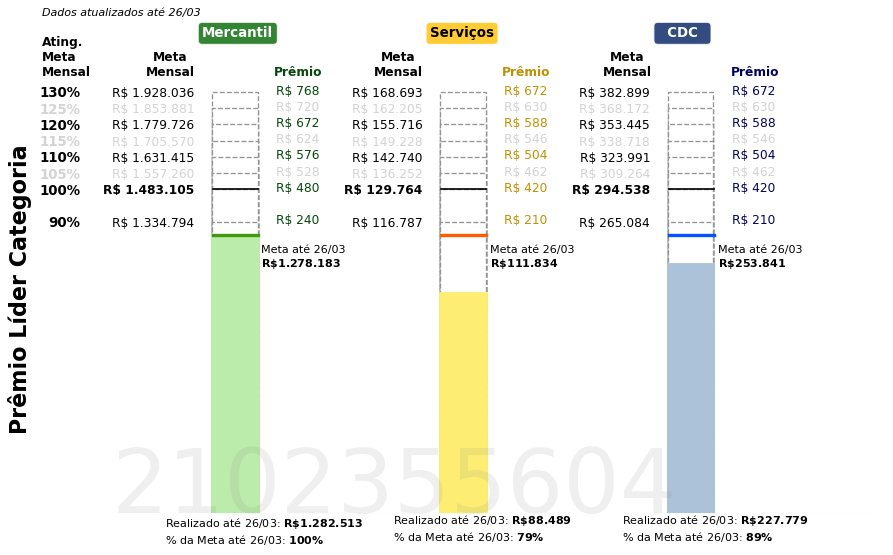 Dados atualizados até 26/03
Mercantil Serviços CDC
Ating. Meta Mensal
Meta Mensal Prêmio Meta Mensal Prêmio Meta Mensal Prêmio
130% R$ 1.928.036 R$ 768 R$ 168.693 R$ 672 R$ 382.899 R$ 672
125% R$ 1.853.881 R$ 720 R$ 162.205 R$ 630 R$ 368.172 R$ 630
120% R$ 1.779.726 R$ 672 R$ 155.716 R$ 588 R$ 353.445 R$ 588
115% R$ 1.705.570 R$ 624 R$ 149.228 R$ 546 R$ 338.718 R$ 546
110% R$ 1.631.415 R$ 576 R$ 142.740 R$ 504 R$ 323.991 R$ 504
105% R$ 1.557.260 R$ 528 R$ 136.252 R$ 462 R$ 309.264 R$ 462
100% R$ 1.483.105 R$ 480 R$ 129.764 R$ 420 R$ 294.538 R$ 420
90% R$ 1.334.794 R$ 240 R$ 116.787 R$ 210 R$ 265.084 R$ 210
Meta até 26/03 Meta até 26/03 Meta até 26/03
R$1.278.183 R$111.834 R$253.841
Prêmio Líder Categoria
2102355604
Realizado até 26/03: R$1.282.513 Realizado até 26/03: R$88.489 Realizado até 26/03: R$227.779
% da Meta até 26/03: 100% % da Meta até 26/03: 79% % da Meta até 26/03: 89%